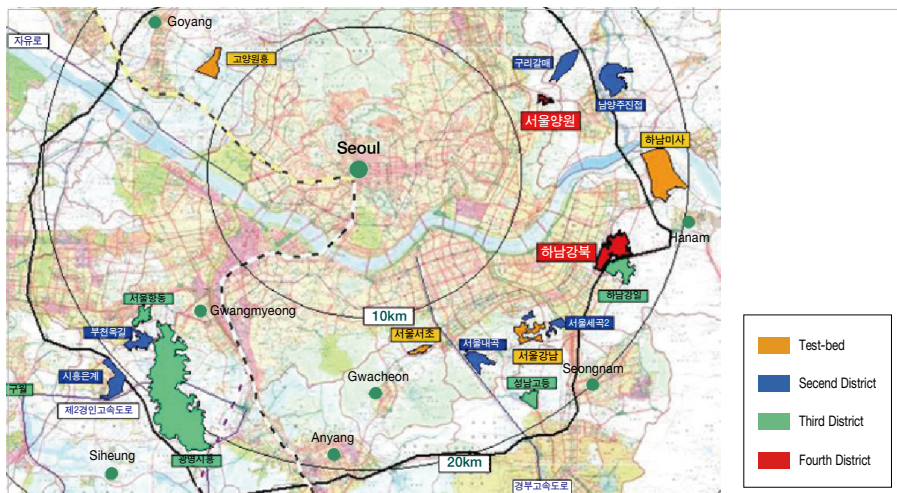 Goyang
자유로
고양원흥
구리갈매
남양주진접
서울양원
하남미사
Seoul
Hanam
하남강북
하남강일
서울항동
Gwangmyeong
10km
부천옥길
서울서초
서울내곡
서울세곡2
서울강남
시흥은계
구월
Gwacheon
성남고등
Seongnam
제2경인고속도로
Anyang
광명시흥
Siheung
20km
경부고속도로
Test-bed
Secend District
Third District
Fourth District